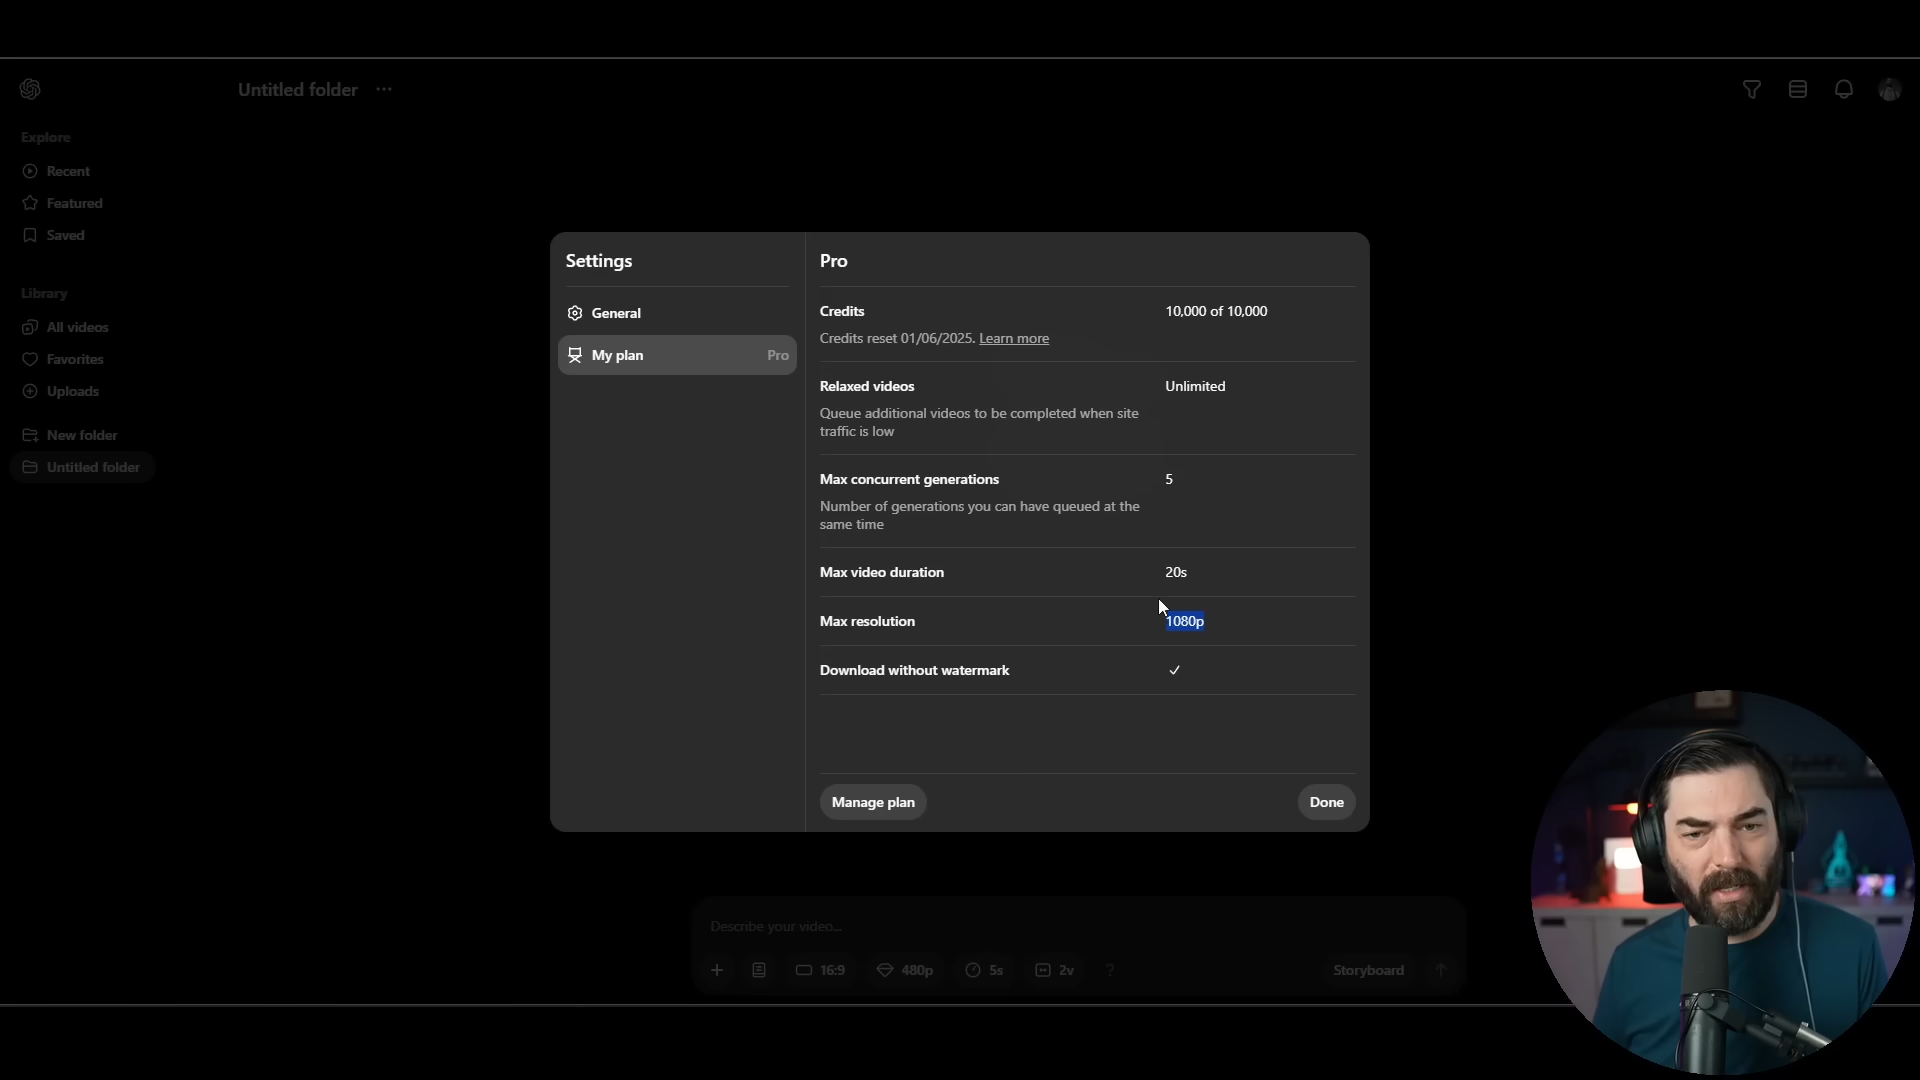 Untitled folder ...
Explore
Recent
Featured
Saved
Library
All videos
Favorites
Uploads
New folder
Untitled folder
Settings
General
My plan Pro
Pro
Credits 10,000 of 10,000
Credits reset 01/06/2025. Learn more
Relaxed videos Unlimited
Queue additional videos to be completed when site
traffic is low
Max concurrent generations 5
Number of generations you can have queued at the
same time
Max video duration 20s
Max resolution 1080p
Download without watermark ✓
Manage plan Done
Describe your video...
+ 16:9 480p 5s 2v ? Storyboard